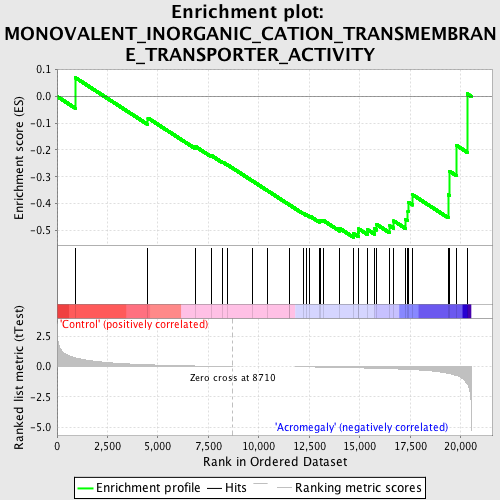 Enrichment plot:
MONOVALENT_INORGANIC_CATION_TRANSMEMBRAN
E_TRANSPORTER_ACTIVITY
Enrichment score (ES)
0.1
0.0
-0.1
-0.2
-0.3
-0.4
-0.5
'Control' (positively correlated)
Ranked list metric (tTest)
2.5
0.0
-2.5
-5.0
Zero cross at 8710
'Acromegaly' (negatively correlated)
0
2,500
5,000
7,500
10,000
12,500
15,000
17,500
20,000
Rank in Ordered Dataset
Enrichment profile
Hits
Ranking metric scores